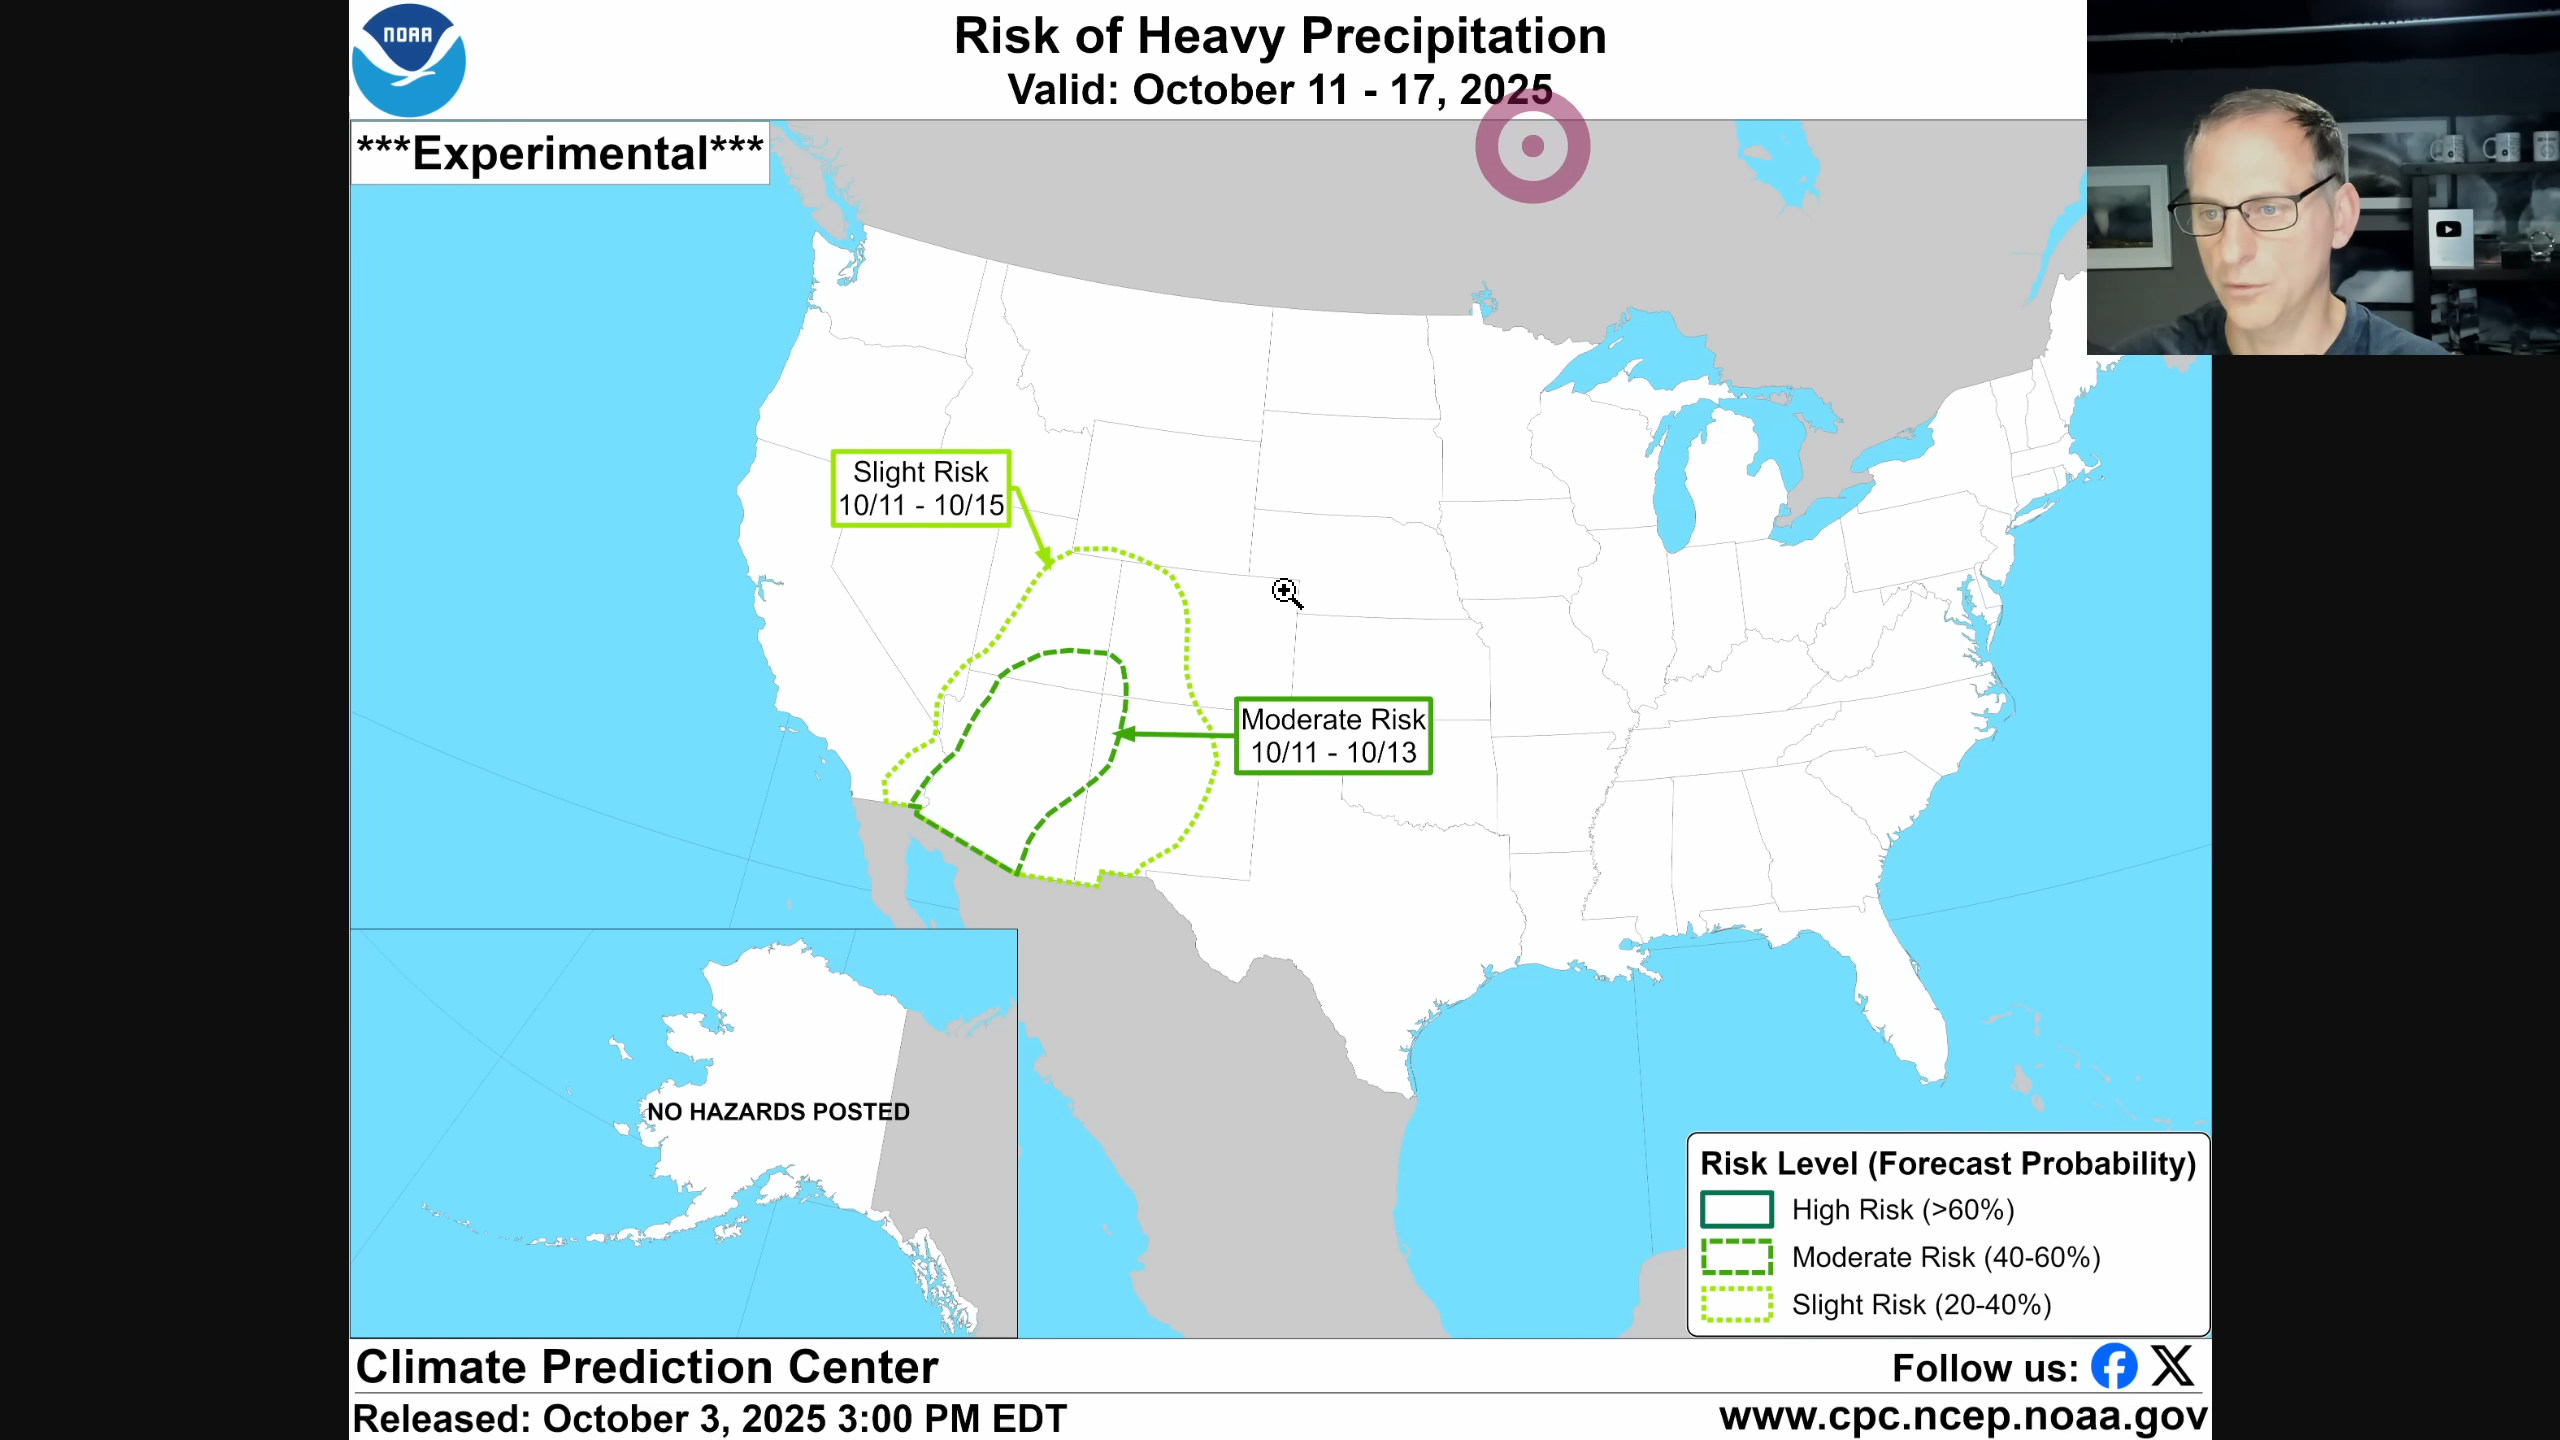 NOAA
Risk of Heavy Precipitation
Valid: October 11 - 17, 2025
***Experimental***
Slight Risk
10/11 - 10/15
Moderate Risk
10/11 - 10/13
NO HAZARDS POSTED
Risk Level (Forecast Probability)
High Risk (>60%)
Moderate Risk (40-60%)
Slight Risk (20-40%)
Climate Prediction Center
Follow us:
Released: October 3, 2025 3:00 PM EDT
www.cpc.ncep.noaa.gov